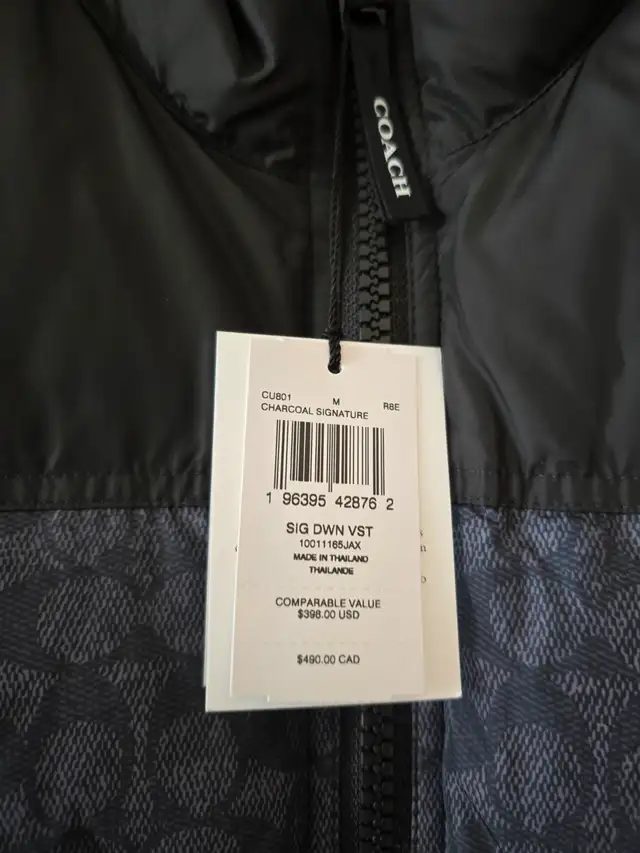 COACH
CU801 M R8E
CHARCOAL SIGNATURE
1 96395 42876 2
SIG DWN VST
10011165JAX
MADE IN THAILAND
THAILANDE
COMPARABLE VALUE
$398.00 USD
$490.00 CAD